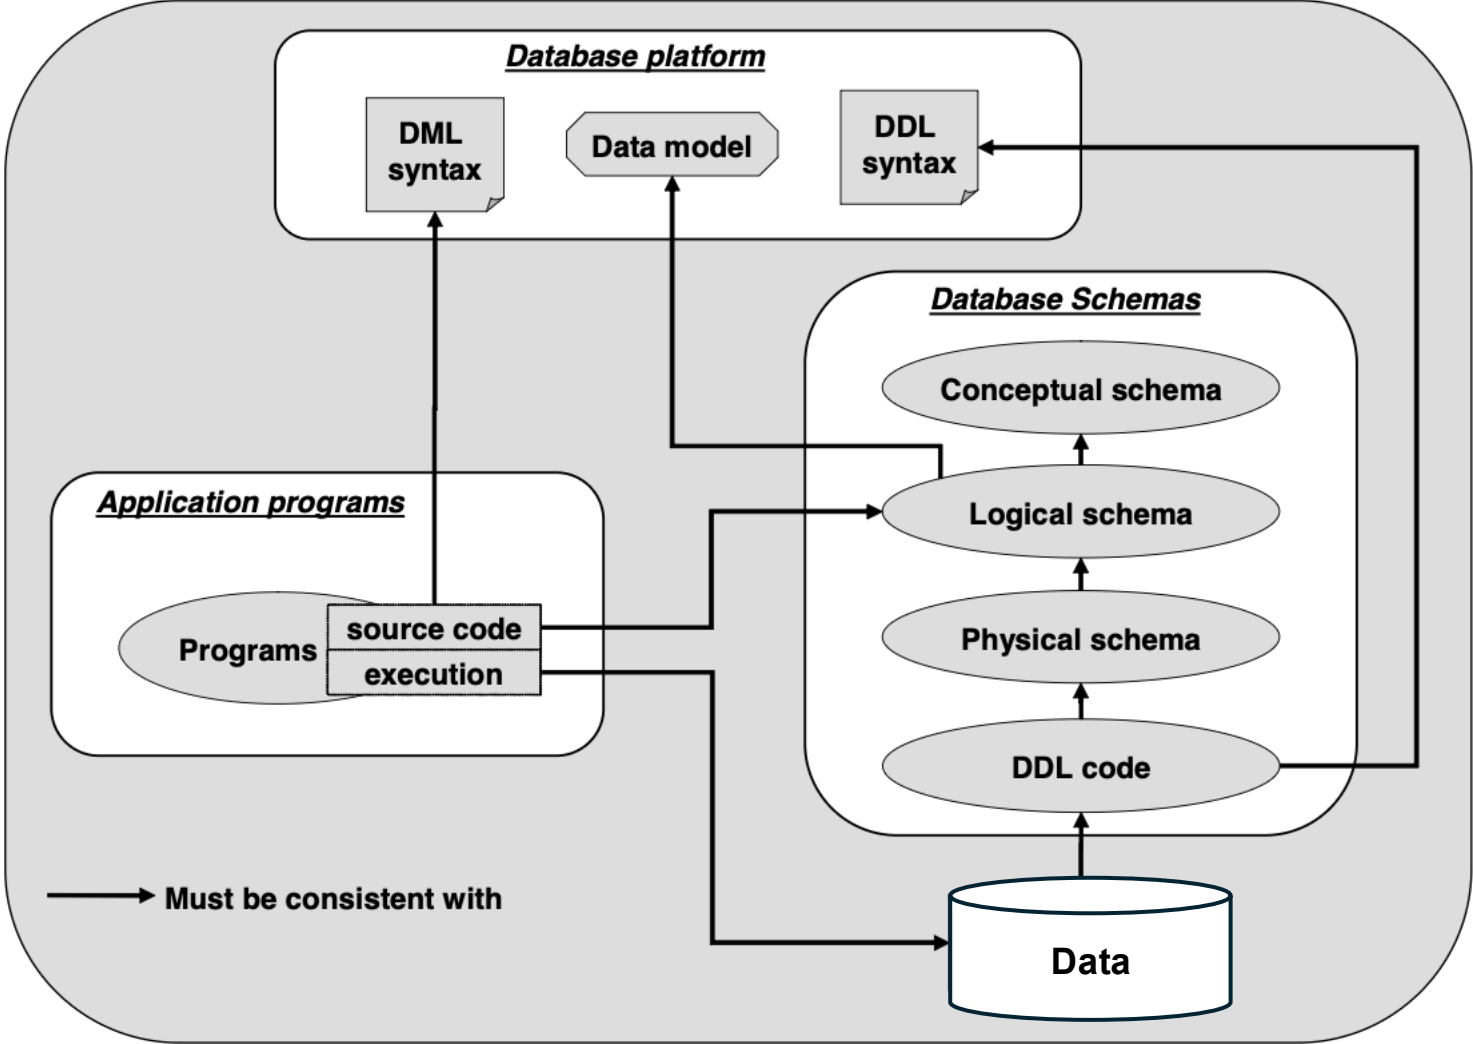 Database platform
DML
syntax
Data model
DDL
syntax
Database Schemas
Conceptual schema
Logical schema
Physical schema
DDL code
Application programs
Programs
source code
execution
Must be consistent with
Data